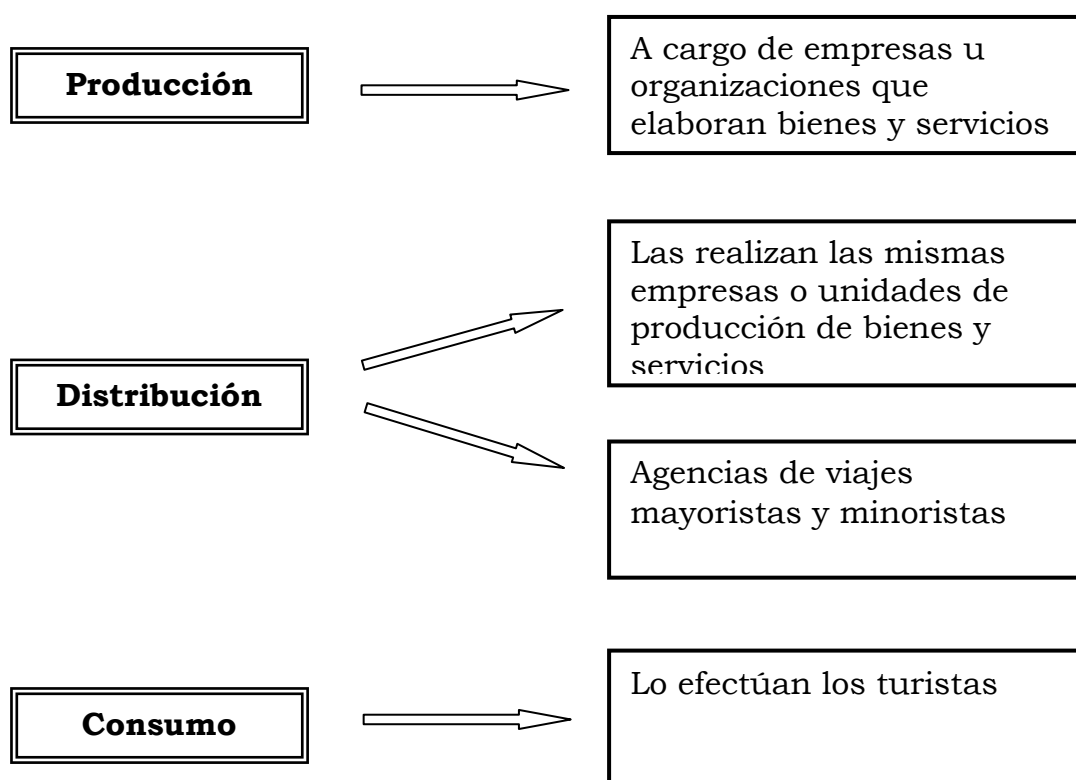 Producción
A cargo de empresas u
organizaciones que
elaboran bienes y servicios
Las realizan las mismas
empresas o unidades de
producción de bienes y
servicios
Distribución
Agencias de viajes
mayoristas y minoristas
Consumo
Lo efectúan los turistas